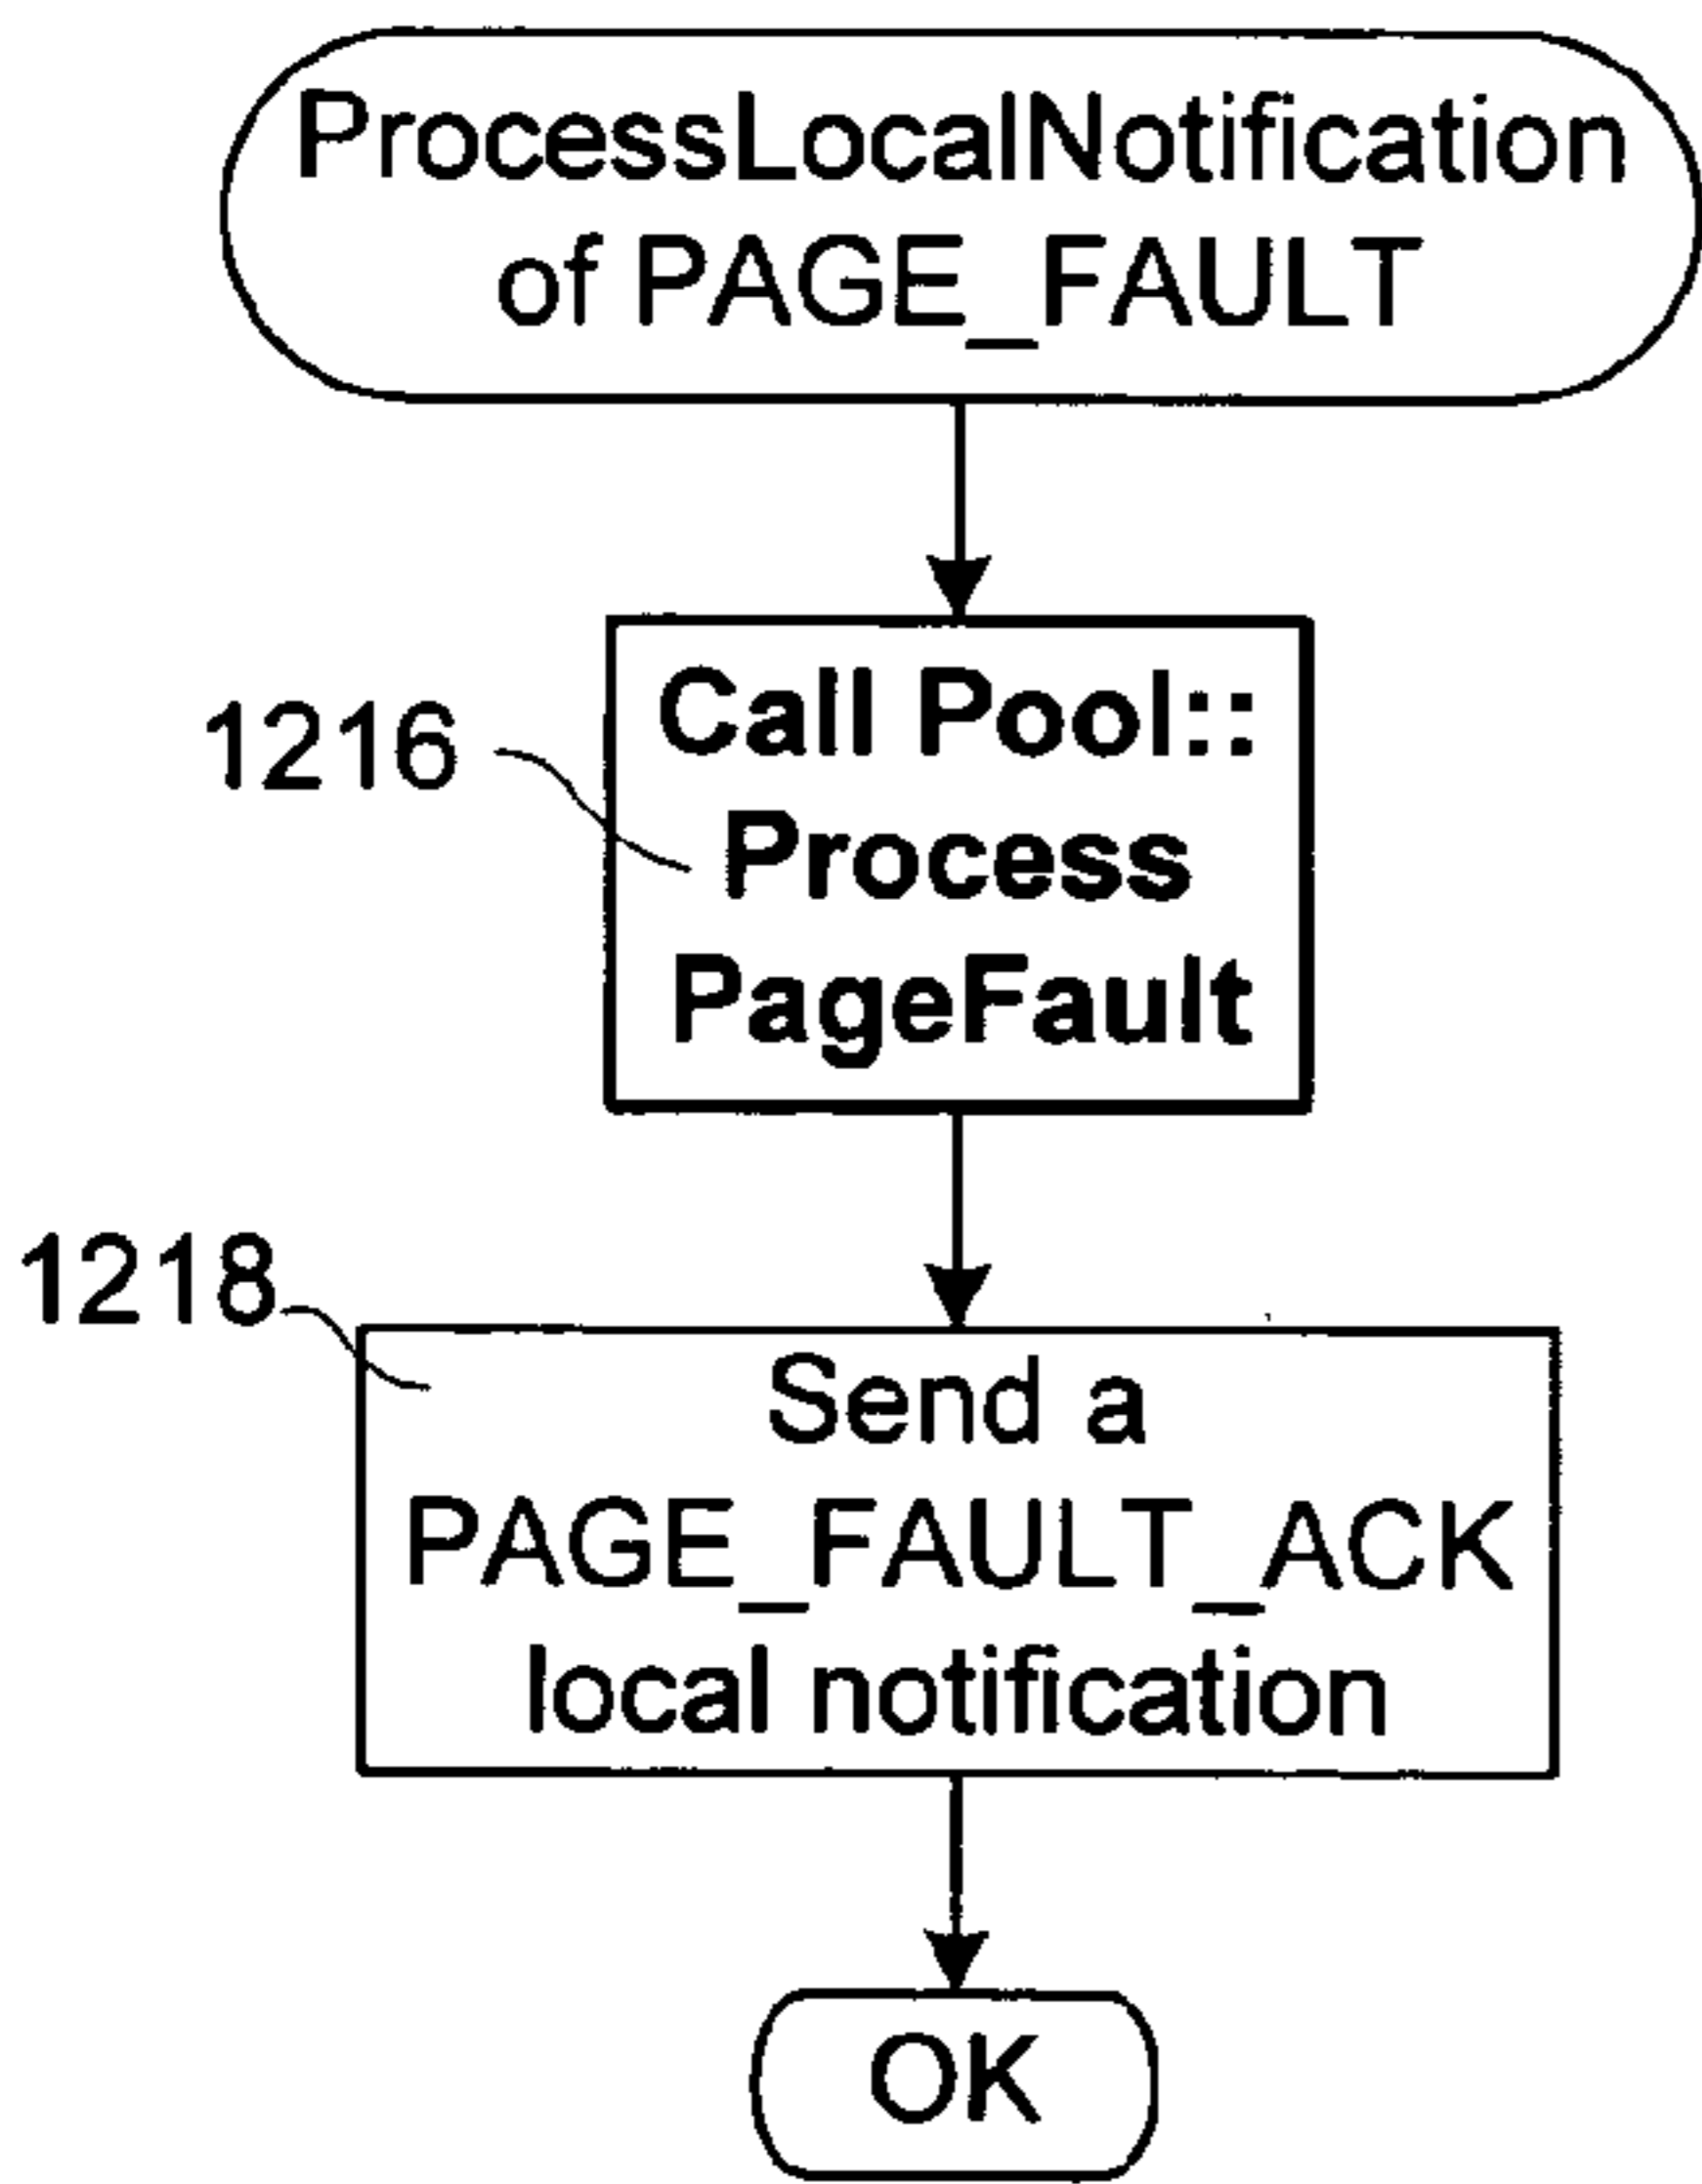 ProcessLocalNotification
of PAGE_FAULT
1216
Call Pool::
Process
PageFault
1218
Send a
PAGE_FAULT_ACK
local notification
OK